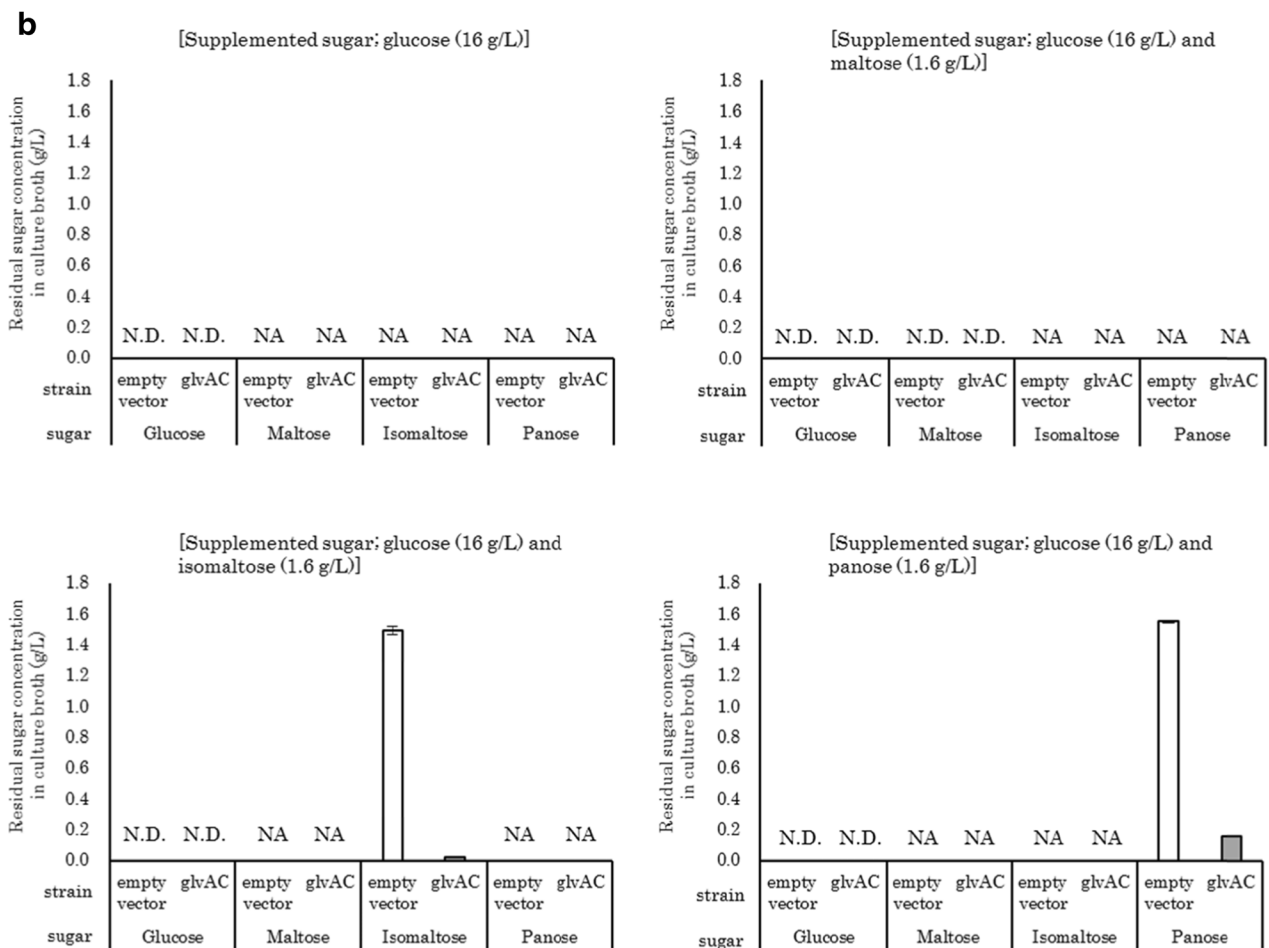 b
[Supplemented sugar; glucose (16 g/L)]
Residual sugar concentration
in culture broth (g/L)
1.8
1.6
1.4
1.2
1.0
0.8
0.6
0.4
0.2
0.0
N.D. N.D. NA NA NA NA NA NA
strain
empty vector glvAC empty vector glvAC empty vector glvAC empty vector glvAC
sugar Glucose Maltose Isomaltose Panose
[Supplemented sugar; glucose (16 g/L) and
maltose (1.6 g/L)]
Residual sugar concentration
in culture broth (g/L)
1.8
1.6
1.4
1.2
1.0
0.8
0.6
0.4
0.2
0.0
N.D. N.D. N.D. N.D. NA NA NA NA
strain
empty vector glvAC empty vector glvAC empty vector glvAC empty vector glvAC
sugar Glucose Maltose Isomaltose Panose
[Supplemented sugar; glucose (16 g/L) and
isomaltose (1.6 g/L)]
Residual sugar concentration
in culture broth (g/L)
1.8
1.6
1.4
1.2
1.0
0.8
0.6
0.4
0.2
0.0
N.D. N.D. NA NA NA NA
strain
empty vector glvAC empty vector glvAC empty vector glvAC empty vector glvAC
sugar Glucose Maltose Isomaltose Panose
[Supplemented sugar; glucose (16 g/L) and
panose (1.6 g/L)]
Residual sugar concentration
in culture broth (g/L)
1.8
1.6
1.4
1.2
1.0
0.8
0.6
0.4
0.2
0.0
N.D. N.D. NA NA NA NA
strain
empty vector glvAC empty vector glvAC empty vector glvAC empty vector glvAC
sugar Glucose Maltose Isomaltose Panose